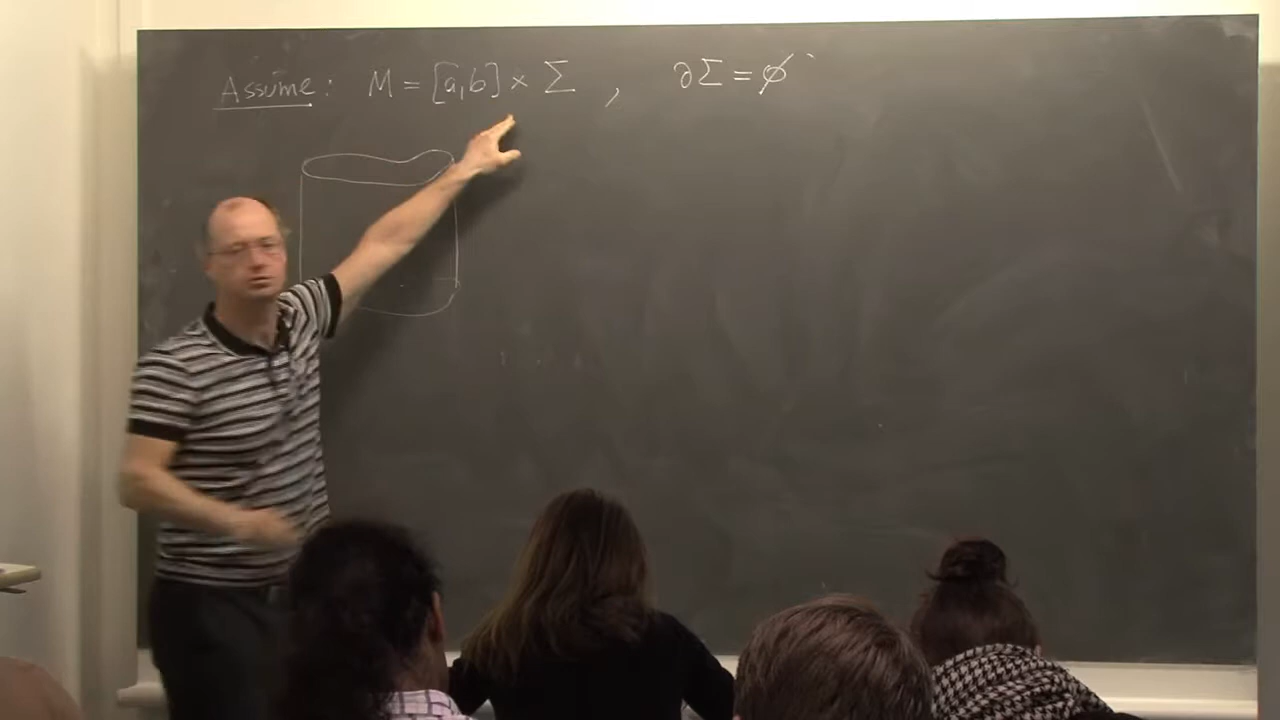 Assume: M = [a,b] × Σ , ∂Σ = ∅